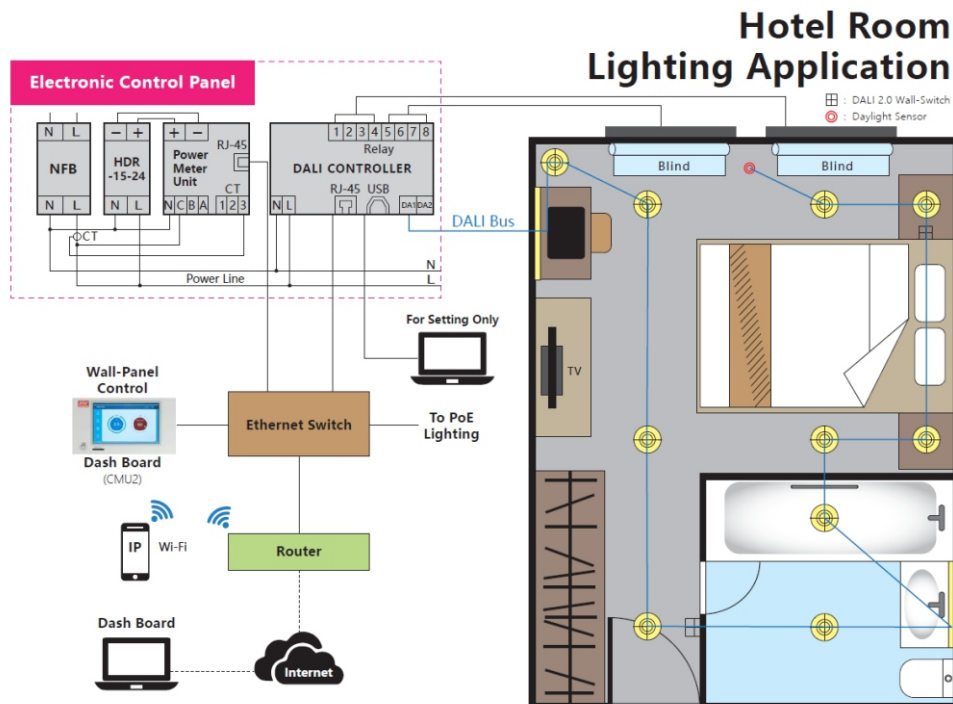 Hotel Room
Lighting Application
: DALI 2.0 Wall-Switch
: Daylight Sensor
Electronic Control Panel
N L
NFB
N L
− +
HDR
-15-24
N L
+ −
Power
Meter
Unit
RJ-45
CT
N C B A 1 2 3
1 2 3 4 5 6 7 8
Relay
DALI CONTROLLER
RJ-45 USB
N L
DA1 DA2
CT
DALI Bus
N
Power Line
L
Blind
Blind
TV
For Setting Only
Wall-Panel
Control
Ethernet Switch
To PoE
Lighting
Dash Board
(CMU2)
IP
Wi-Fi
Router
Dash Board
Internet